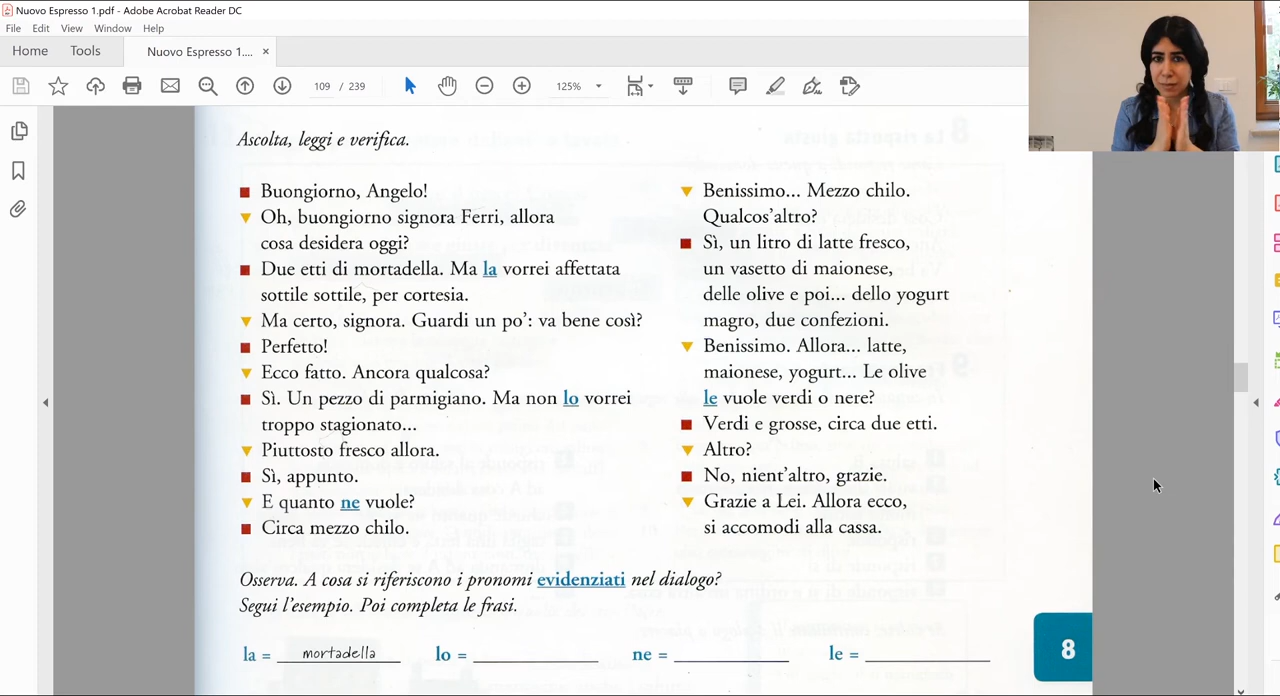 Nuovo Espresso 1.pdf - Adobe Acrobat Reader DC
File Edit View Window Help
Home Tools Nuovo Espresso 1.... ×
109 / 239 125%
Ascolta, leggi e verifica.
Buongiorno, Angelo!
Oh, buongiorno signora Ferri, allora
cosa desidera oggi?
Due etti di mortadella. Ma la vorrei affettata
sottile sottile, per cortesia.
Ma certo, signora. Guardi un po': va bene così?
Perfetto!
Ecco fatto. Ancora qualcosa?
Sì. Un pezzo di parmigiano. Ma non lo vorrei
troppo stagionato...
Piuttosto fresco allora.
Sì, appunto.
E quanto ne vuole?
Circa mezzo chilo.
Benissimo... Mezzo chilo.
Qualcos'altro?
Sì, un litro di latte fresco,
un vasetto di maionese,
delle olive e poi... dello yogurt
magro, due confezioni.
Benissimo. Allora... latte,
maionese, yogurt... Le olive
le vuole verdi o nere?
Verdi e grosse, circa due etti.
Altro?
No, nient'altro, grazie.
Grazie a Lei. Allora ecco,
si accomodi alla cassa.
Osserva. A cosa si riferiscono i pronomi evidenziati nel dialogo?
Segui l'esempio. Poi completa le frasi.
la = mortadella lo = ne = le =
8